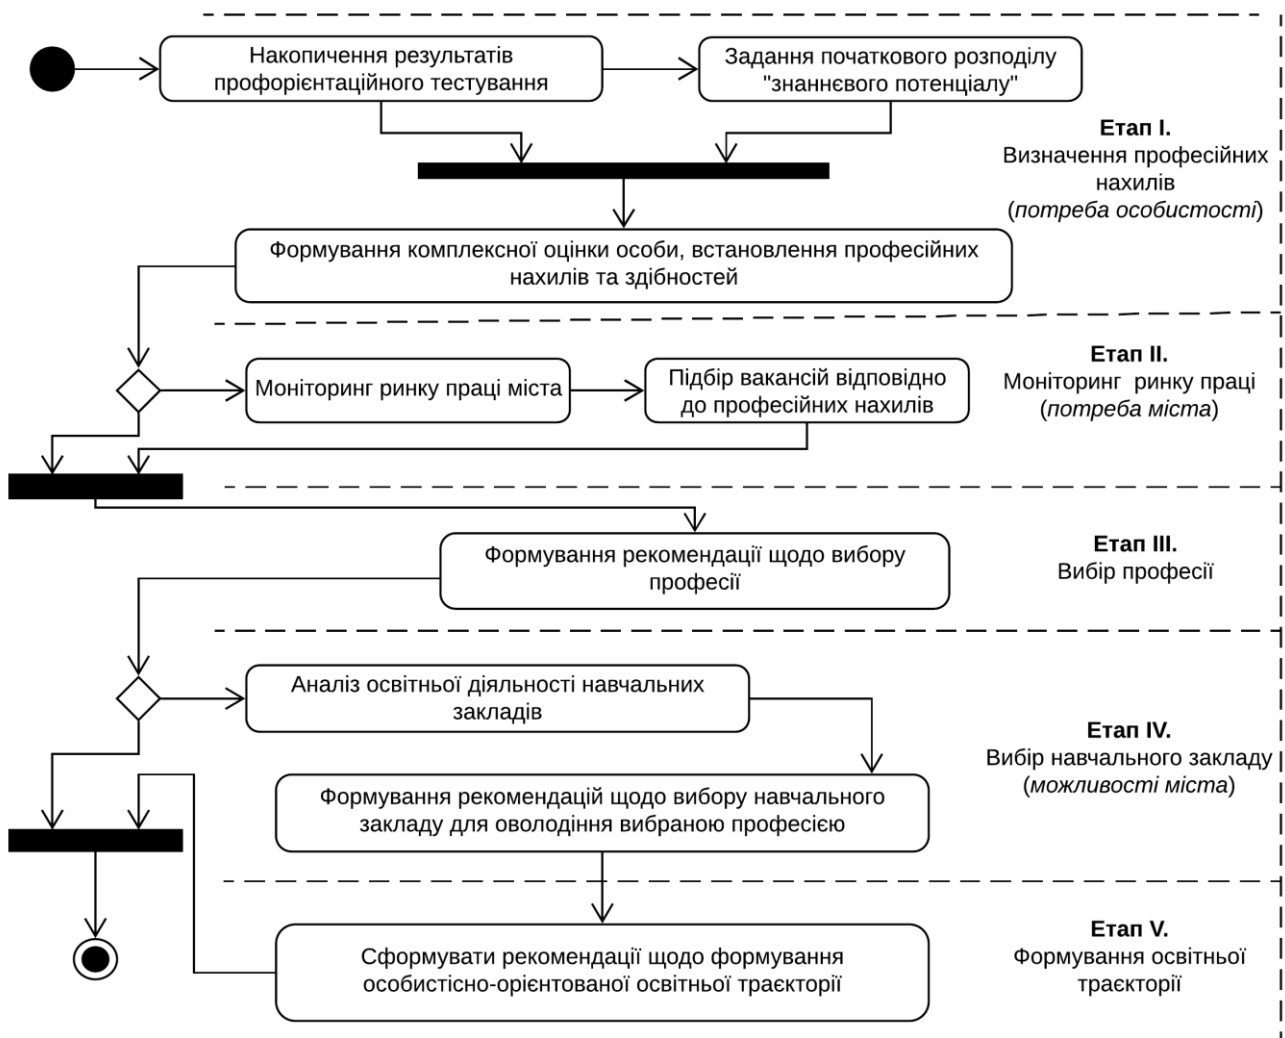 Накопичення результатів
профорієнтаційного тестування
Задання початкового розподілу
"знаннєвого потенціалу"
Етап I.
Визначення професійних
нахилів
(потреба особистості)
Формування комплексної оцінки особи, встановлення професійних
нахилів та здібностей
Моніторинг ринку праці міста
Підбір вакансій відповідно
до професійних нахилів
Етап II.
Моніторинг ринку праці
(потреба міста)
Формування рекомендації щодо вибору
професії
Етап III.
Вибір професії
Аналіз освітньої діяльності навчальних
закладів
Формування рекомендацій щодо вибору навчального
закладу для оволодіння вибраною професією
Етап IV.
Вибір навчального закладу
(можливості міста)
Сформувати рекомендації щодо формування
особистісно-орієнтованої освітньої траєкторії
Етап V.
Формування освітньої
траєкторії